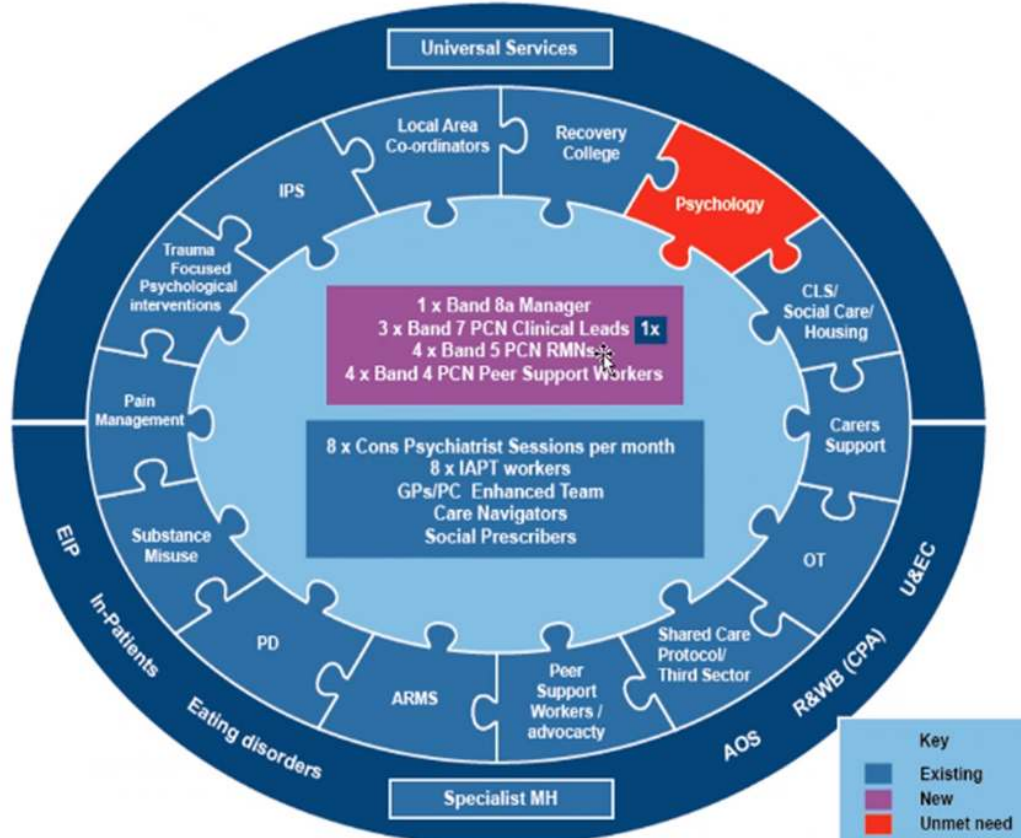 Universal Services
Local Area
Co-ordinators
Recovery
College
IPS
Psychology
Trauma
Focused
Psychological
interventions
CLS/
Social Care/
Housing
1 x Band 8a Manager
3 x Band 7 PCN Clinical Leads 1x
4 x Band 5 PCN RMNs
4 x Band 4 PCN Peer Support Workers
Pain
Management
Carers
Support
8 x Cons Psychiatrist Sessions per month
8 x IAPT workers
GPs/PC Enhanced Team
Care Navigators
Social Prescribers
Substance
Misuse
OT
PD
ARMS
Peer
Support
Workers /
advocacty
Shared Care
Protocol/
Third Sector
EIP
In-Patients
Eating disorders
Specialist MH
AOS
R&WB (CPA)
U&EC
Key
Existing
New
Unmet need